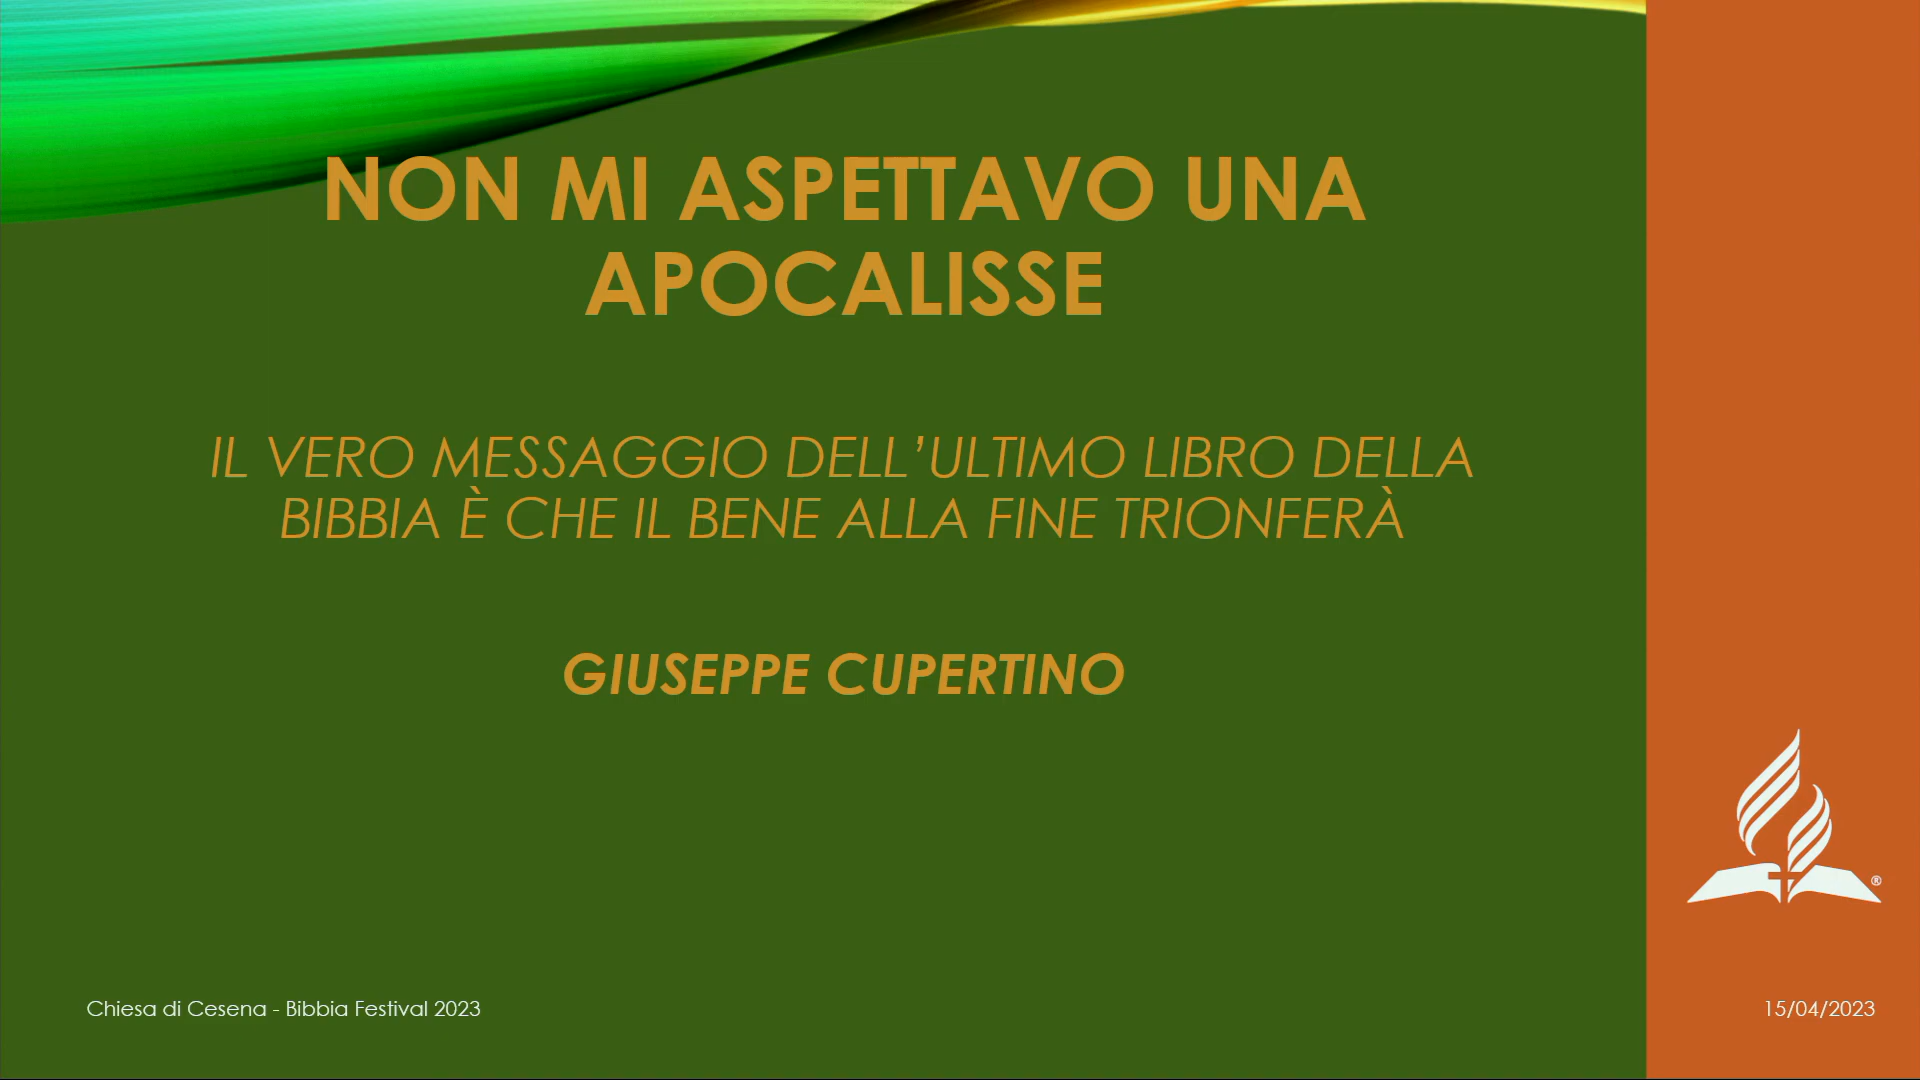 NON MI ASPETTAVO UNA
APOCALISSE
IL VERO MESSAGGIO DELL’ULTIMO LIBRO DELLA
BIBBIA È CHE IL BENE ALLA FINE TRIONFERÀ
GIUSEPPE CUPERTINO
®
Chiesa di Cesena - Bibbia Festival 2023
15/04/2023